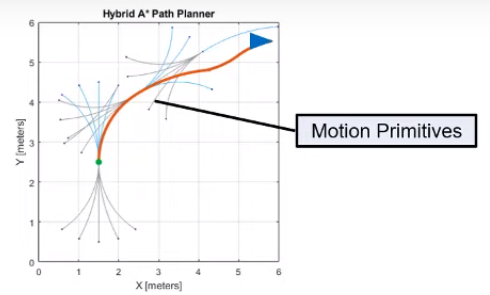 Hybrid A* Path Planner
6
5
4
3
2
1
0
Y [meters]
0 1 2 3 4 5 6
X [meters]
Motion Primitives